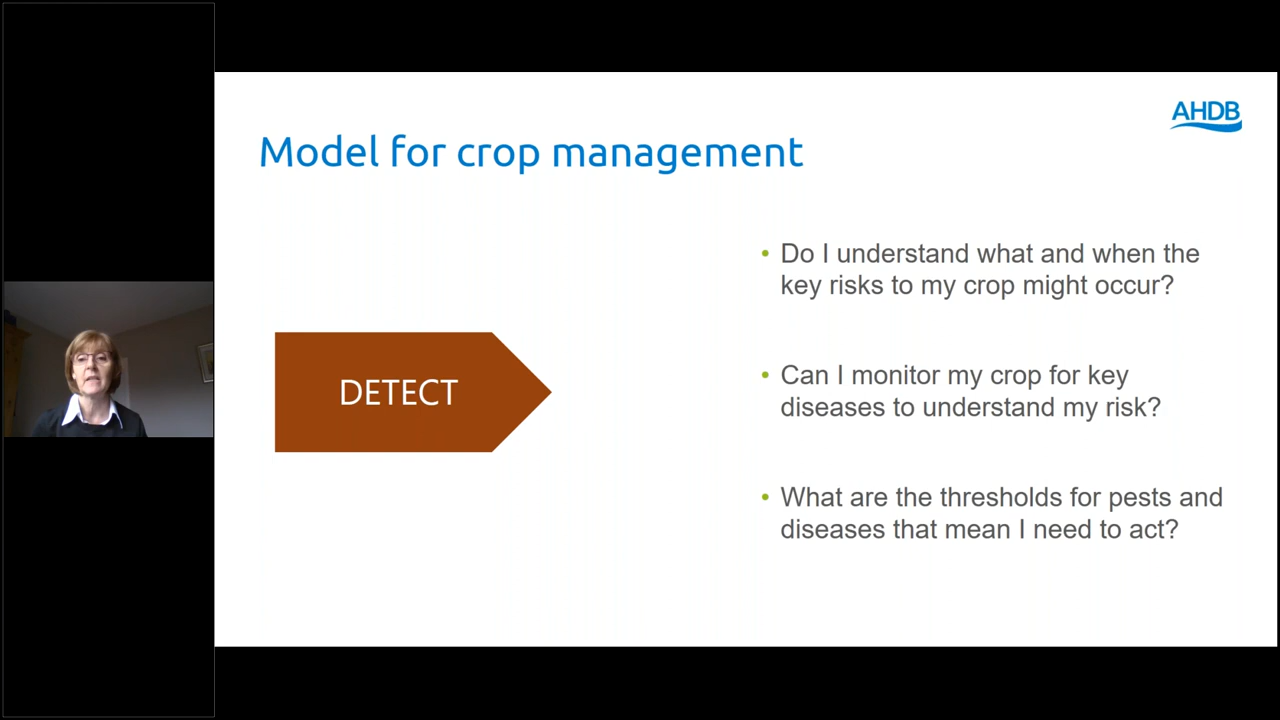 AHDB
Model for crop management
DETECT
• Do I understand what and when the
key risks to my crop might occur?
• Can I monitor my crop for key
diseases to understand my risk?
• What are the thresholds for pests and
diseases that mean I need to act?